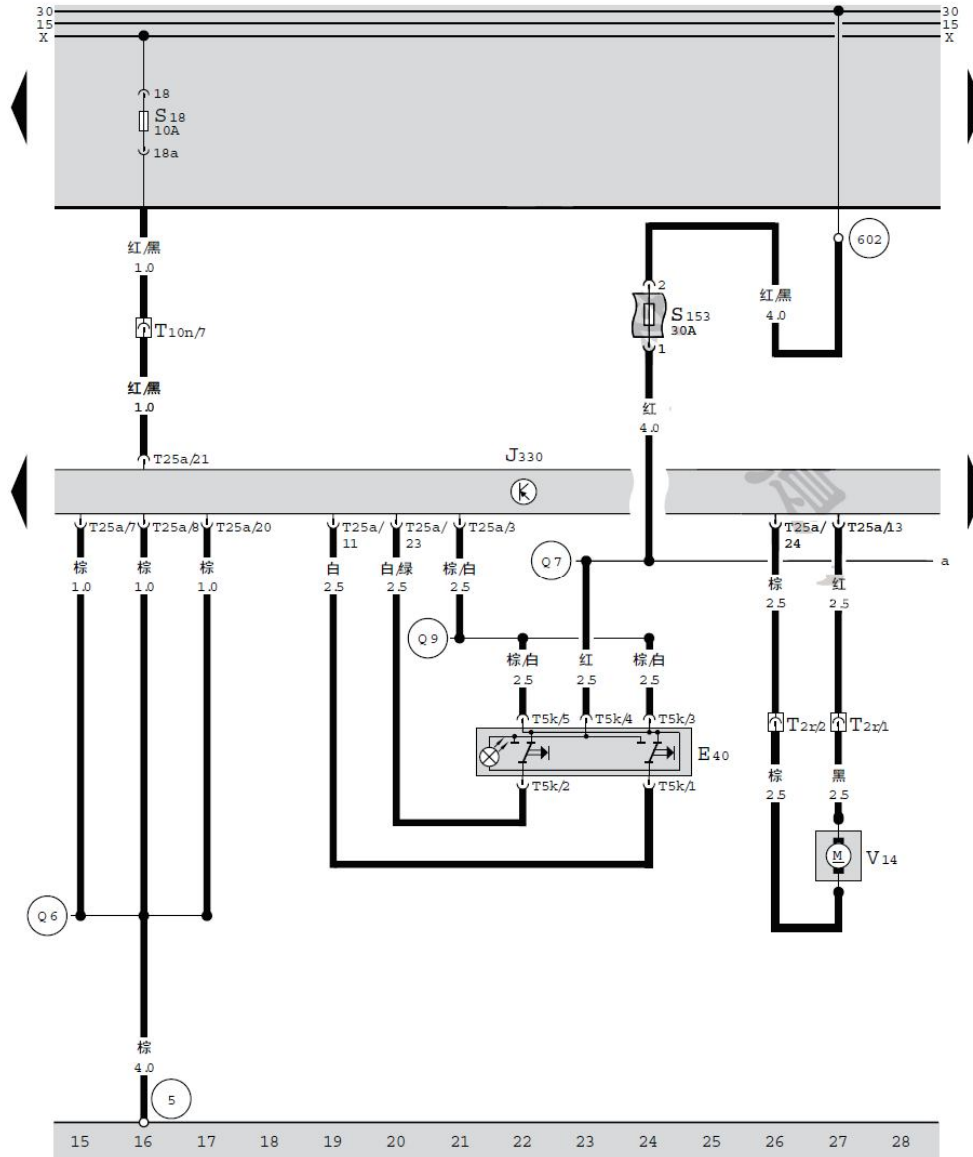 30 30
15 15
X X
18
S18
10A
18a
602
红/黑
1.0
2
S153
30A
1
红/黑
4.0
T10n/7
红/黑
1.0
红
4.0
T25a/21
J330
T25a/7 T25a/8 T25a/20 T25a/11 T25a/23 T25a/3 T25a/24 T25a/13
棕 棕 棕 白 白/绿 棕/白 棕 红
1.0 1.0 1.0 2.5 2.5 2.5 2.5 2.5
Q7
a
Q9
棕/白 红 棕/白
2.5 2.5 2.5
T5k/5 T5k/4 T5k/3
T2r/2 T2r/1
E40
T5k/2 T5k/1
棕 黑
2.5 2.5
M
V14
Q6
棕
4.0
5
15 16 17 18 19 20 21 22 23 24 25 26 27 28